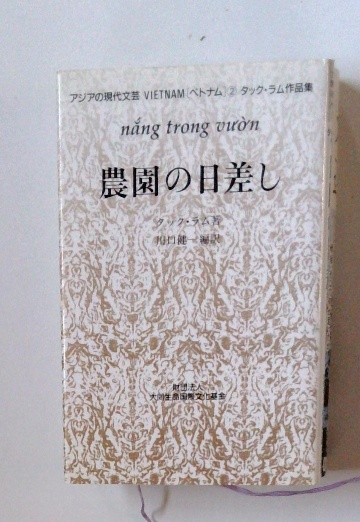 アジアの現代文芸 VIETNAM[ベトナム]② タック・ラム作品集
nắng trong vườn
農園の日差し
タック・ラム著
川口健一編訳
財団法人
大同生命国際文化基金